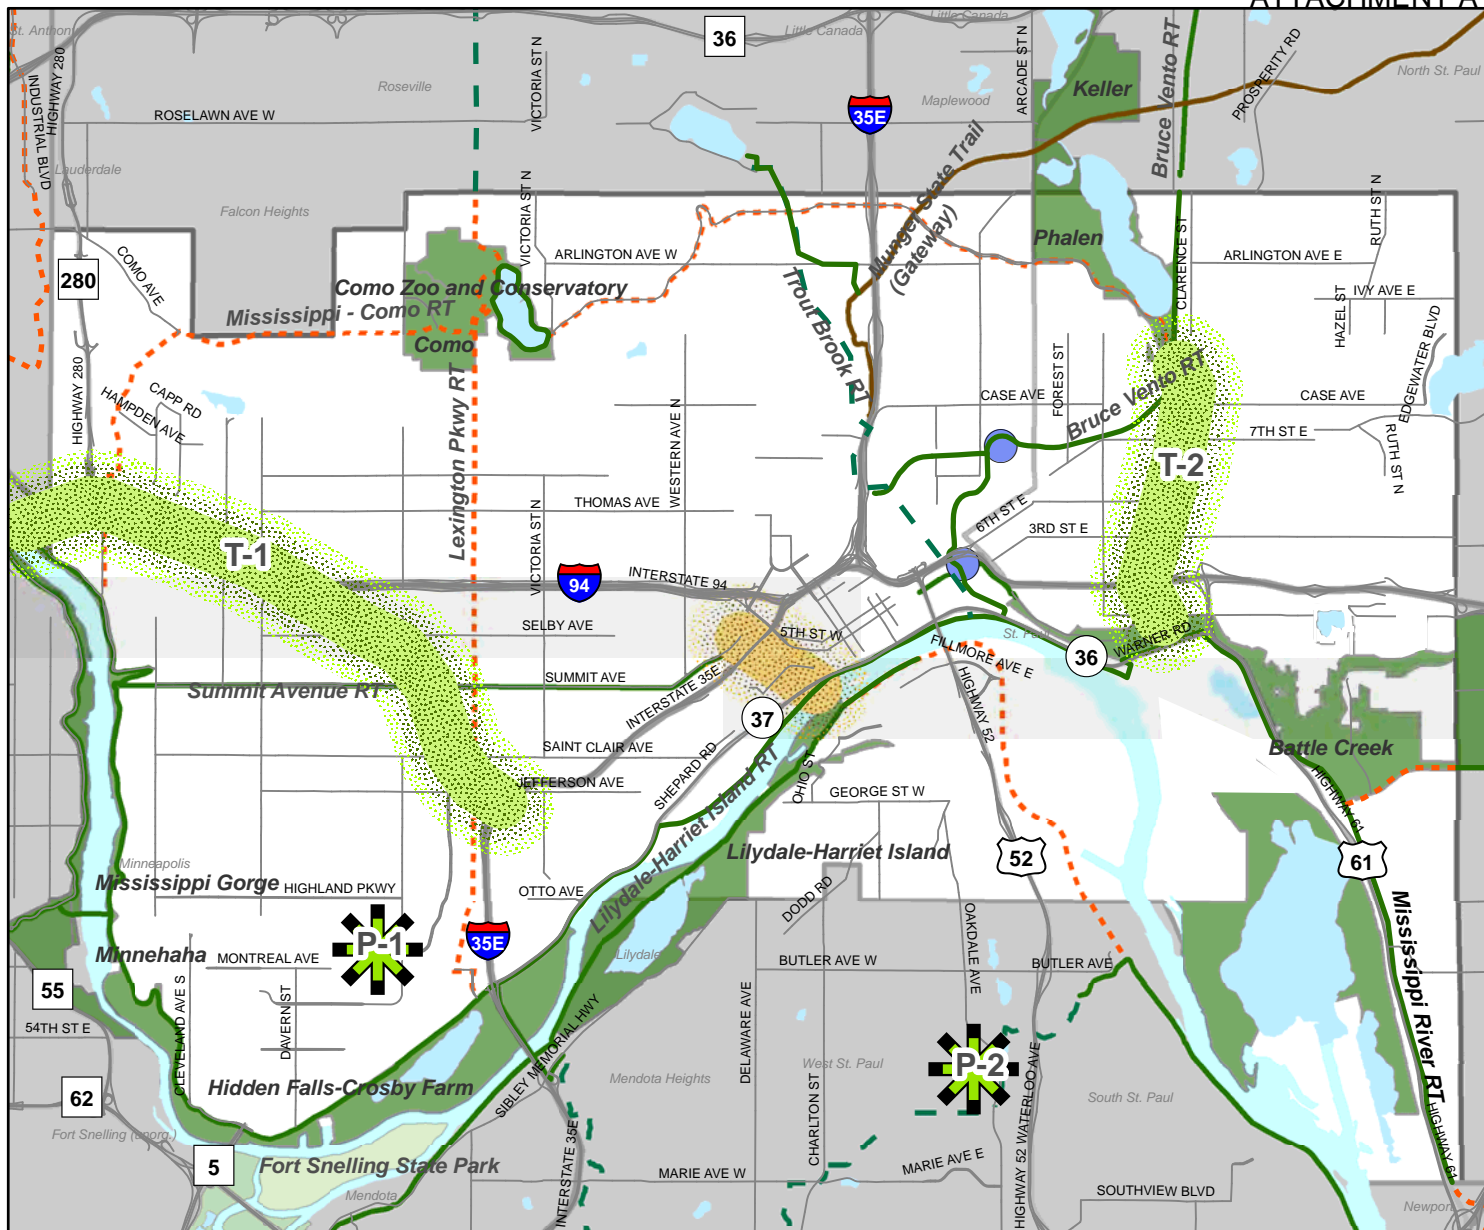 ATTACHMENT A
St. Anthon
36
Little Canada
Little Canada
North St. Paul
HIGHWAY 280
INDUSTRIAL BLVD
Roseville
VICTORIA ST N
35E
Maplewood
ARCADE ST N
Keller
Bruce Vento RT
PROSPERITY RD
ROSELAWN AVE W
Lauderdale
Falcon Heights
VICTORIA ST N
Munger State Trail
(Gateway)
Phalen
CLARENCE ST
RUTH ST N
280
COMO AVE
ARLINGTON AVE W
ARLINGTON AVE E
Como Zoo and Conservatory
Mississippi - Como RT
Como
Trout Brook RT
IVY AVE E
HAZEL ST
EDGEWATER BLVD
HIGHWAY 280
CAPP RD
HAMPDEN AVE
Lexington Pkwy RT
WESTERN AVE N
CASE AVE
FOREST ST
Bruce Vento RT
CASE AVE
7TH ST E
RUTH ST N
T-2
THOMAS AVE
VICTORIA ST N
6TH ST E
3RD ST E
T-1
94
INTERSTATE 94
SELBY AVE
5TH ST W
St. Paul
FILLMORE AVE E
36
WARNER RD
Summit Avenue RT
SUMMIT AVE
INTERSTATE 35E
37
HIGHWAY 52
SAINT CLAIR AVE
JEFFERSON AVE
SHEPARD RD
OHIO ST
Battle Creek
HIGHWAY 61
GEORGE ST W
Lilydale-Harriet Island RT
Lilydale-Harriet Island
52
61
Minneapolis
Mississippi Gorge
HIGHLAND PKWY
OTTO AVE
DODD RD
OAKDALE AVE
Mississippi River RT
P-1
35E
Minnehaha
MONTREAL AVE
Lilydale
BUTLER AVE W
BUTLER AVE
55
54TH ST E
CLEVELAND AVE S
DAVERN ST
SIBLEY MEMORIAL HWY
DELAWARE AVE
West St. Paul
P-2
Hidden Falls-Crosby Farm
Mendota Heights
CHARLTON ST
HIGHWAY 52 WATERLOO AVE
South St. Paul
62
Fort Snelling (unorg.)
5
Fort Snelling State Park
Mendota
INTERSTATE 35E
MARIE AVE W
MARIE AVE E
SOUTHVIEW BLVD
HIGHWAY 61
Newport